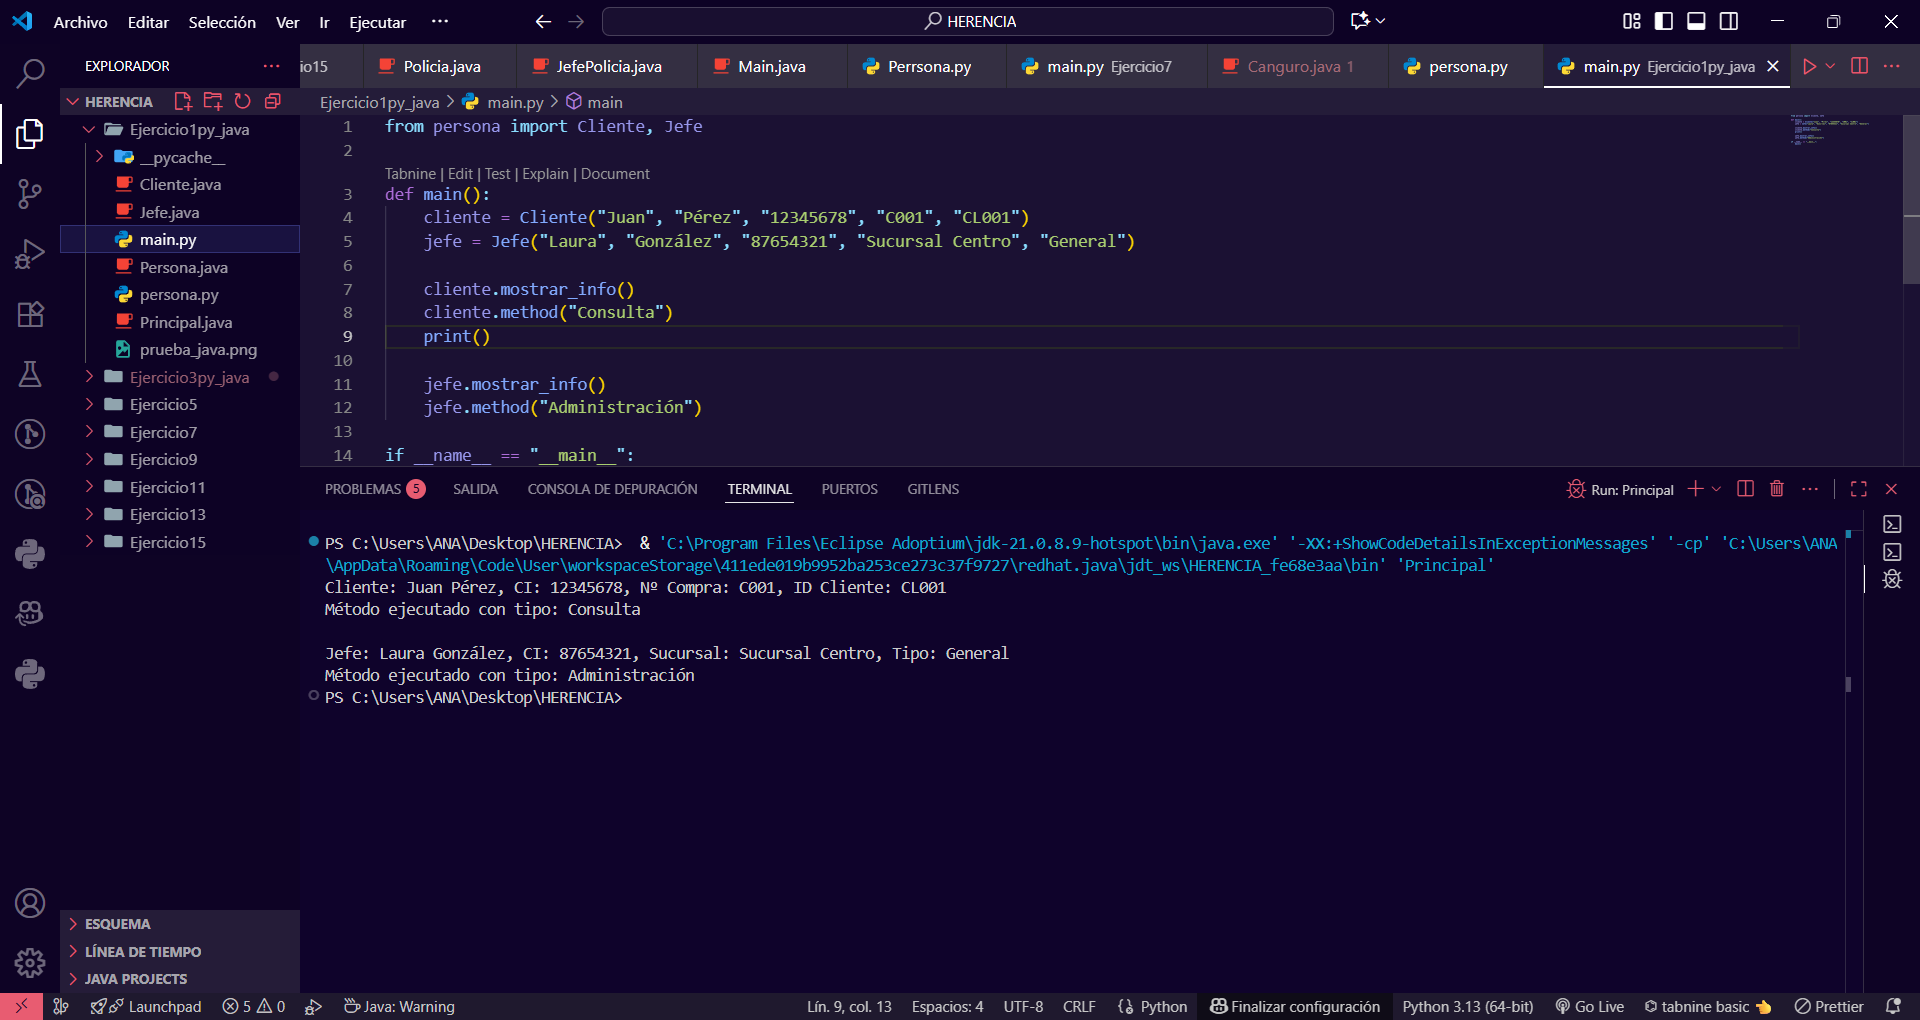 Archivo Editar Selección Ver Ir Ejecutar ··· HERENCIA
EXPLORADOR ···
io15 Policia.java JefePolicia.java Main.java Perrsona.py main.py Ejercicio7 Canguro.java 1 persona.py main.py Ejercicio1py_java
HERENCIA
Ejercicio1py_java
__pycache__
Cliente.java
Jefe.java
main.py
Persona.java
persona.py
Principal.java
prueba_java.png
Ejercicio3py_java
Ejercicio5
Ejercicio7
Ejercicio9
Ejercicio11
Ejercicio13
Ejercicio15
ESQUEMA
LÍNEA DE TIEMPO
JAVA PROJECTS
Ejercicio1py_java > main.py > main
1 from persona import Cliente, Jefe
2
Tabnine | Edit | Test | Explain | Document
3 def main():
4 cliente = Cliente("Juan", "Pérez", "12345678", "C001", "CL001")
5 jefe = Jefe("Laura", "González", "87654321", "Sucursal Centro", "General")
6
7 cliente.mostrar_info()
8 cliente.method("Consulta")
9 print()
10
11 jefe.mostrar_info()
12 jefe.method("Administración")
13
14 if __name__ == "__main__":
PROBLEMAS 5 SALIDA CONSOLA DE DEPURACIÓN TERMINAL PUERTOS GITLENS Run: Principal
PS C:\Users\ANA\Desktop\HERENCIA> & 'C:\Program Files\Eclipse Adoptium\jdk-21.0.8.9-hotspot\bin\java.exe' '-XX:+ShowCodeDetailsInExceptionMessages' '-cp' 'C:\Users\ANA
\AppData\Roaming\Code\User\workspaceStorage\411ede019b9952ba253ce273c37f9727\redhat.java\jdt_ws\HERENCIA_fe68e3aa\bin' 'Principal'
Cliente: Juan Pérez, CI: 12345678, Nº Compra: C001, ID Cliente: CL001
Método ejecutado con tipo: Consulta
Jefe: Laura González, CI: 87654321, Sucursal: Sucursal Centro, Tipo: General
Método ejecutado con tipo: Administración
PS C:\Users\ANA\Desktop\HERENCIA>
Launchpad 5 0 Java: Warning Lín. 9, col. 13 Espacios: 4 UTF-8 CRLF Python Finalizar configuración Python 3.13 (64-bit) Go Live tabnine basic Prettier